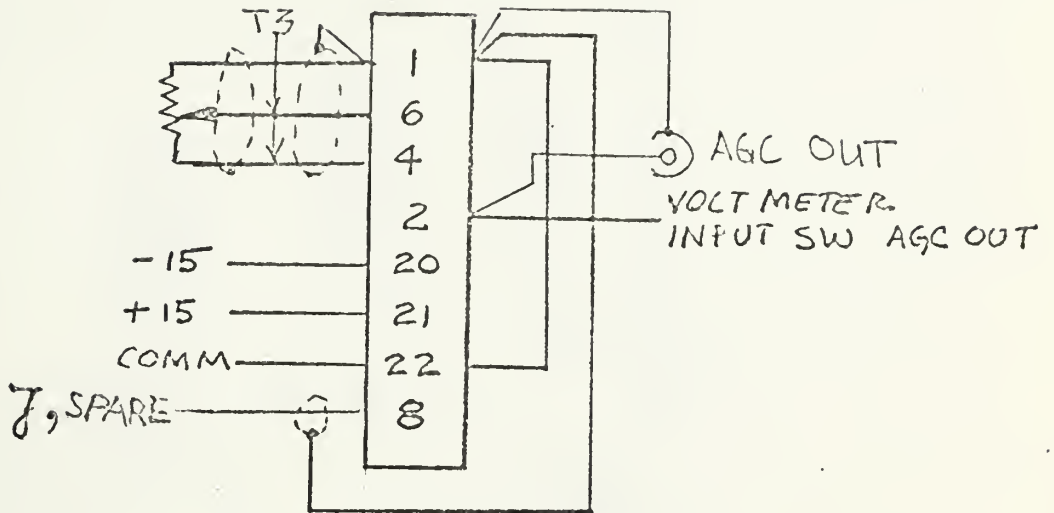 T3
1
6
4
2
20
21
22
8
-15
+15
COMM
J, SPARE
AGC OUT
VOLT METER
INPUT SW AGC OUT